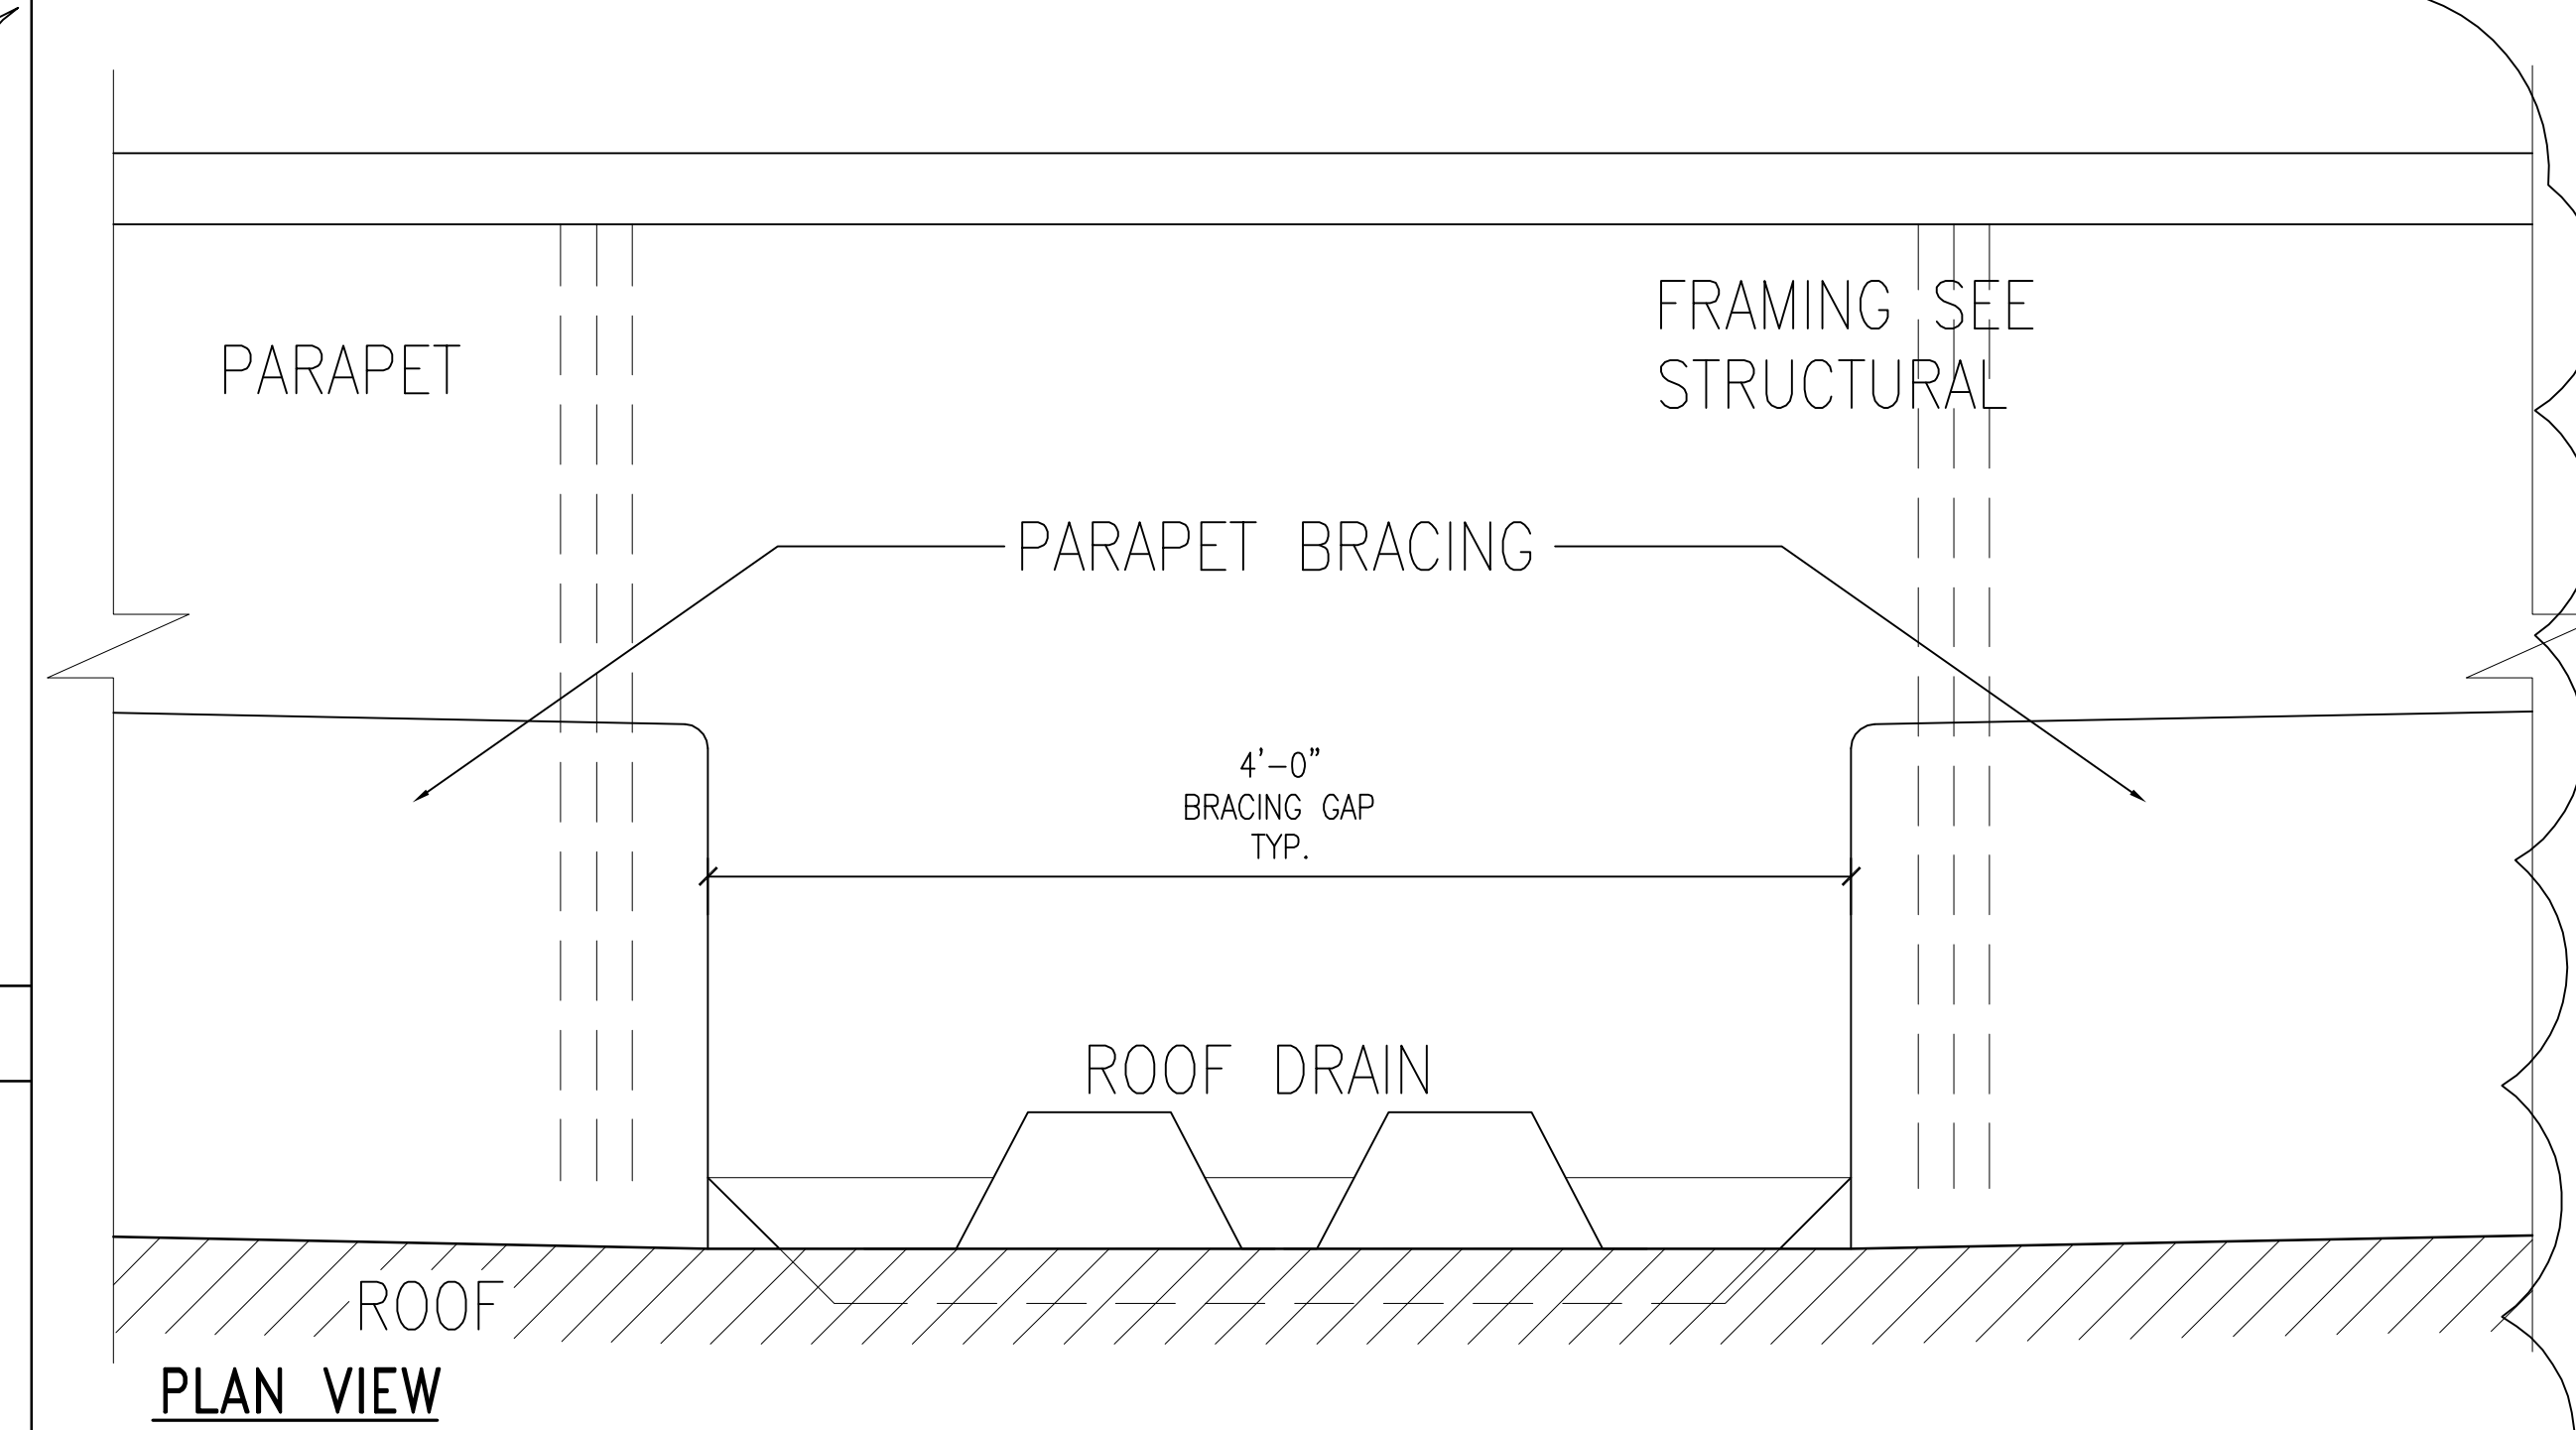 FRAMING SEE
STRUCTURAL
PARAPET
PARAPET BRACING
4'-0"
BRACING GAP
TYP.
ROOF DRAIN
ROOF
PLAN VIEW